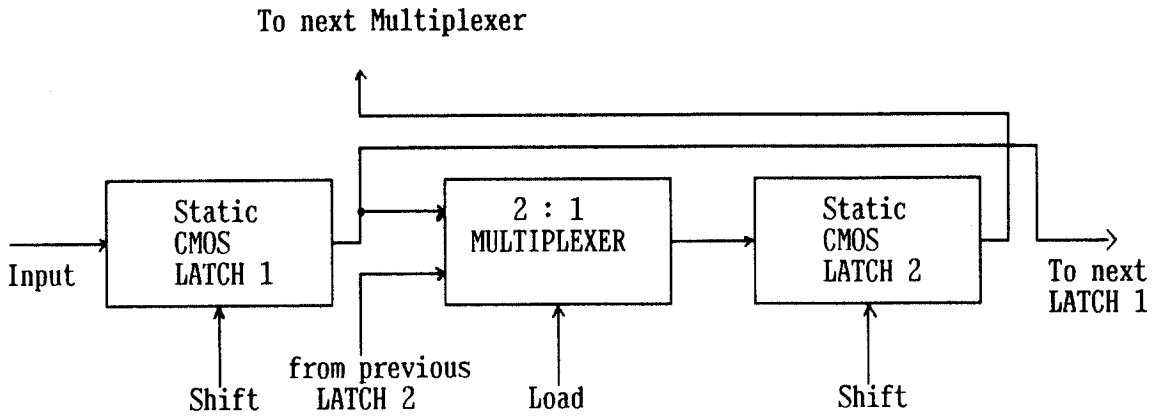 To next Multiplexer
Static
CMOS
LATCH 1
2 : 1
MULTIPLEXER
Static
CMOS
LATCH 2
Input
To next
LATCH 1
Shift
from previous
LATCH 2
Load
Shift